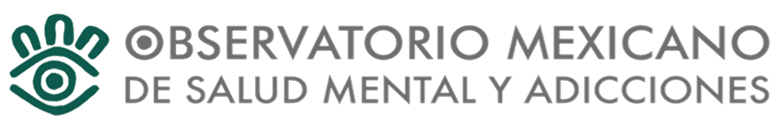 OBSERVATORIO MEXICANO
DE SALUD MENTAL Y ADICCIONES